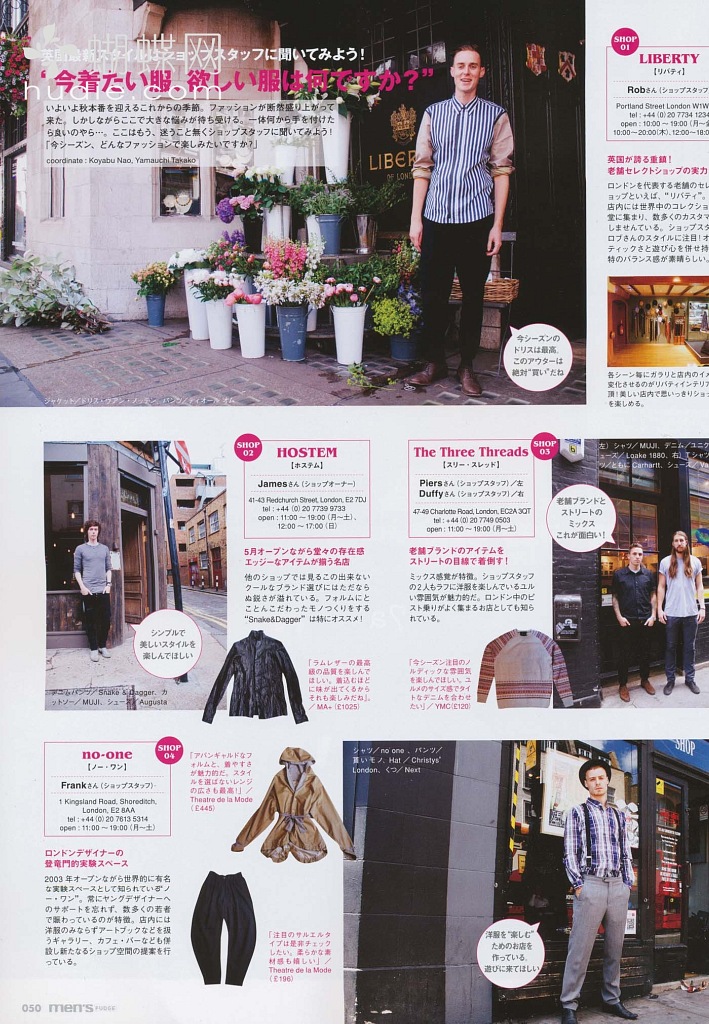 蝴蝶网
hudie.com
英国最新スタイルはショップスタッフに聞いてみよう！
“今着たい服、欲しい服は何ですか？”
いよいよ秋本番を迎えるこれからの季節。ファッションが断然盛り上がって
来た。しかしながらここで大きな悩みが待ち受ける。一体何から手を付けた
ら良いのやら…。ここはもう、迷うこと無くショップスタッフに聞いてみよう！
「今シーズン、どんなファッションで楽しみたいですか？」
coordinate : Koyabu Nao, Yamauchi Takako
LIBERTY
OF LONDON
今シーズンの
ドリスは最高。
このアウターは
絶対“買い”だね
ジャケット／ドリス・ヴァン・ノッテン、パンツ／ディオール オム
SHOP
01
LIBERTY
【リバティ】
Robさん（ショップスタッフ
Portland Street London W1W
tel : +44 (0) 20 7734 1234
open : 10:00 ～ 19:00（月～金
10:00～20:00（木）、12:00～18:0
英国が誇る重鎮！
老舗セレクトショップの実力
ロンドンを代表する老舗のセレ
ョップといえば、“リバティ”。
店内には世界中のコレクショ
堂に集まり、数多くのカスタマ
しませんている。ショップスタ
ロブさんのスタイルに注目！オ
ティックさと遊び心を併せ持
特のバランス感が素晴らしい。
各シーン毎にガラリと店内のイメ
変化させるのがリバティインテリア
頂！美しい店内で思いっきりショッ
を楽しめる。
シンプルで
美しいスタイルを
楽しんでほしい
デニムパンツ／Snake & Dagger、カ
ットソー／MUJI、シューズ／Augusta
SHOP
02
HOSTEM
【ホステム】
Jamesさん（ショップオーナー）
41-43 Redchurch Street, London, E2 7DJ
tel : +44 (0) 20 7739 9733
open : 11:00 ～ 19:00（月～土）、
12:00 ～ 17:00（日）
5月オープンながら堂々の存在感
エッジーなアイテムが揃う名店
他のショップでは見るこの出来ない
クールなブランド選びにはただなら
ぬ鋭さが溢れている。フォルムにと
ことんこだわったモノつくりをする
“Snake&Dagger”は特にオススメ！
「ラムレザーの最高
級の品質を楽しんで
ほしい。着込むほど
に味が出てくるから
それも楽しみだね」
／MA+（£1025）
SHOP
03
The Three Threads
【スリー・スレッド】
Piersさん（ショップスタッフ）／左
Duffyさん（ショップスタッフ）／右
47-49 Charlotte Road, London, EC2A 3QT
tel : +44 (0) 20 7749 0503
open : 11:00 ～ 19:00（月～土）
老舗ブランドのアイテムを
ストリートの目線で着倒す！
ミックス感覚が特徴。ショップスタッフ
の2人もラフに洋服を楽しんでいるユル
い雰囲気が魅力的だ。ロンドン中のヒ
スト乗りがよく集まるお店としても知ら
れている。
「今シーズン注目のノ
ルディックな雰囲気
を楽しんでほしい。ユ
ルメのサイズ感でタイ
トなデニムを合わせ
たい」／YMC（£120）
老舗ブランドと
ストリートの
ミックス
これが面白い！
左）シャツ／MUJI、デニム／ユニク
ューズ／Loake 1880、右）Tシャツ
ツ／ともにCarhartt、シューズ／Va
SHOP
04
no-one
【ノー・ワン】
Frankさん（ショップスタッフ）
1 Kingsland Road, Shoreditch,
London, E2 8AA
tel : +44 (0) 20 7613 5314
open : 11:00 ～ 19:00（月～土）
ロンドンデザイナーの
登竜門的実験スペース
2003年オープンながら世界的に有名
な実験スペースとして知られている“ノ
ー・ワン”。常にヤングデザイナーへ
のサポートを忘れず、数多くの若者
で賑わっているのが特徴。店内には
洋服のみならずアートブックなどを扱
うギャラリー、カフェ・バーなども併
設し新たなるショップ空間の提案を行
っている。
「アバンギャルドなフ
ォルムと、着やすさ
が魅力的だ。スタイ
ルを選ばないレンジ
の広さも最高！」／
Theatre de la Mode
（£445）
「注目のサルエルタ
イプは是非チェック
したい。柔らかな素
材感も嬉しい」／
Theatre de la Mode
（£196）
シャツ／no one 、パンツ／
貰いモノ、Hat ／Christys'
London、くつ／Next
洋服を“楽しむ”
ためのお店を
作っている。
遊びに来てほしい
050 men's